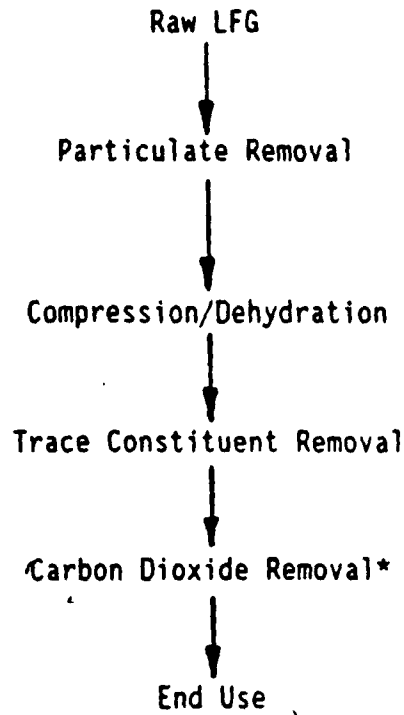 Raw LFG
Particulate Removal
Compression/Dehydration
Trace Constituent Removal
Carbon Dioxide Removal*
End Use